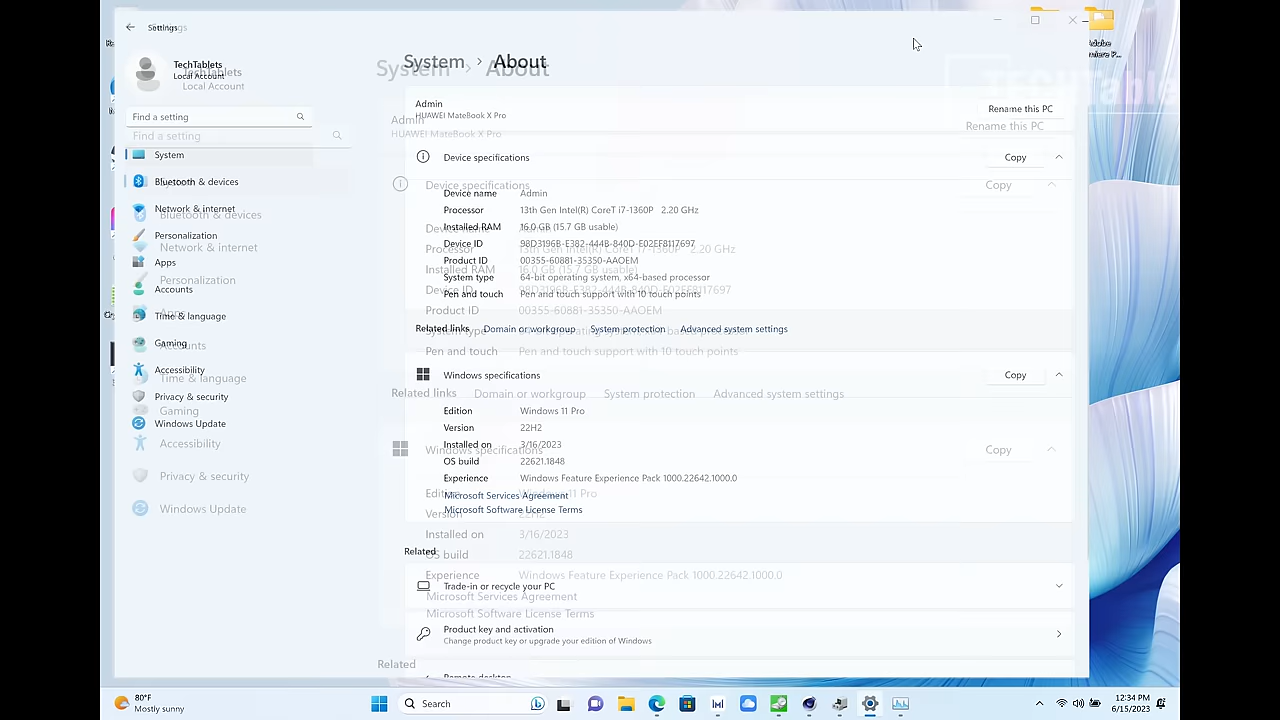 Settings
TechTablets
Local Account
Find a setting
System
Bluetooth & devices
Network & internet
Personalization
Apps
Accounts
Time & language
Gaming
Accessibility
Privacy & security
Windows Update
System > About
Admin
HUAWEI MateBook X Pro
Rename this PC
Device specifications
Copy
Device name Admin
Processor 13th Gen Intel(R) CoreT i7-1360P 2.20 GHz
Installed RAM 16.0 GB (15.7 GB usable)
Device ID 98D3196B-E382-444B-840D-E02EF8117697
Product ID 00355-60881-35350-AAOEM
System type 64-bit operating system, x64-based processor
Pen and touch Pen and touch support with 10 touch points
Related links Domain or workgroup System protection Advanced system settings
Windows specifications
Copy
Edition Windows 11 Pro
Version 22H2
Installed on 3/16/2023
OS build 22621.1848
Experience Windows Feature Experience Pack 1000.22642.1000.0
Microsoft Services Agreement
Microsoft Software License Terms
Related
Trade-in or recycle your PC
Product key and activation
Change product key or upgrade your edition of Windows
Remote desktop
80°F
Mostly sunny
Search
12:34 PM
6/15/2023